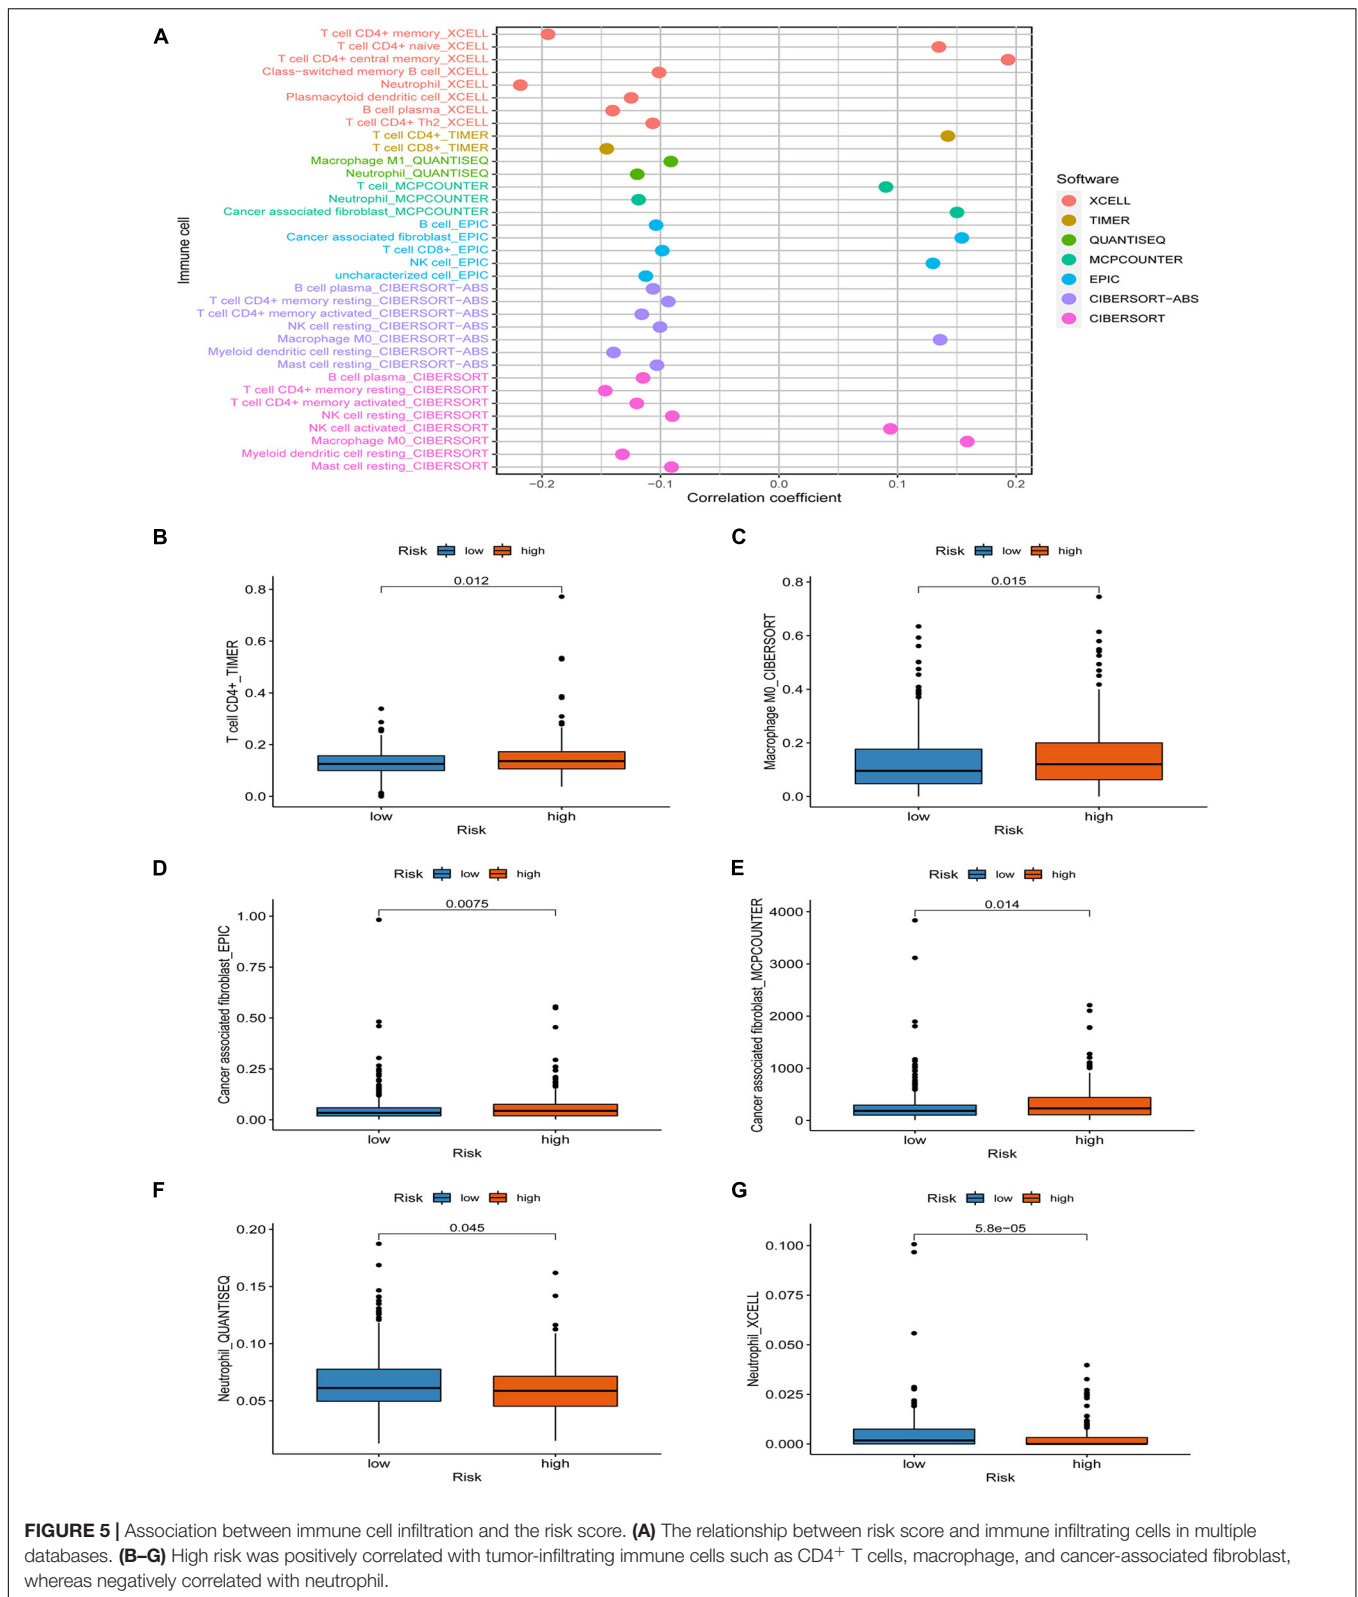 A
T cell CD4+ memory_XCELL
T cell CD4+ naive_XCELL
T cell CD4+ central memory_XCELL
Class−switched memory B cell_XCELL
Neutrophil_XCELL
Plasmacytoid dendritic cell_XCELL
B cell plasma_XCELL
T cell CD4+ Th2_XCELL
T cell CD4+_TIMER
T cell CD8+_TIMER
Macrophage M1_QUANTISEQ
Neutrophil_QUANTISEQ
T cell_MCPCOUNTER
Neutrophil_MCPCOUNTER
Cancer associated fibroblast_MCPCOUNTER
B cell_EPIC
Cancer associated fibroblast_EPIC
T cell CD8+_EPIC
NK cell_EPIC
uncharacterized cell_EPIC
B cell plasma_CIBERSORT−ABS
T cell CD4+ memory resting_CIBERSORT−ABS
T cell CD4+ memory activated_CIBERSORT−ABS
NK cell resting_CIBERSORT−ABS
Macrophage M0_CIBERSORT−ABS
Myeloid dendritic cell resting_CIBERSORT−ABS
Mast cell resting_CIBERSORT−ABS
B cell plasma_CIBERSORT
T cell CD4+ memory resting_CIBERSORT
T cell CD4+ memory activated_CIBERSORT
NK cell resting_CIBERSORT
NK cell activated_CIBERSORT
Macrophage M0_CIBERSORT
Myeloid dendritic cell resting_CIBERSORT
Mast cell resting_CIBERSORT
Immune cell
−0.2 −0.1 0.0 0.1 0.2
Correlation coefficient
Software
XCELL
TIMER
QUANTISEQ
MCPCOUNTER
EPIC
CIBERSORT−ABS
CIBERSORT
B
Risk low high
0.012
T cell CD4+_TIMER
0.8
0.6
0.4
0.2
0.0
low high
Risk
C
Risk low high
0.015
Macrophage M0_CIBERSORT
0.8
0.6
0.4
0.2
0.0
low high
Risk
D
Risk low high
0.0075
Cancer associated fibroblast_EPIC
1.00
0.75
0.50
0.25
0.00
low high
Risk
E
Risk low high
0.014
Cancer associated fibroblast_MCPCOUNTER
4000
3000
2000
1000
0
low high
Risk
F
Risk low high
0.045
Neutrophil_QUANTISEQ
0.20
0.15
0.10
0.05
low high
Risk
G
Risk low high
5.8e−05
Neutrophil_XCELL
0.100
0.075
0.050
0.025
0.000
low high
Risk
FIGURE 5 | Association between immune cell infiltration and the risk score. (A) The relationship between risk score and immune infiltrating cells in multiple
databases. (B–G) High risk was positively correlated with tumor-infiltrating immune cells such as CD4+ T cells, macrophage, and cancer-associated fibroblast,
whereas negatively correlated with neutrophil.